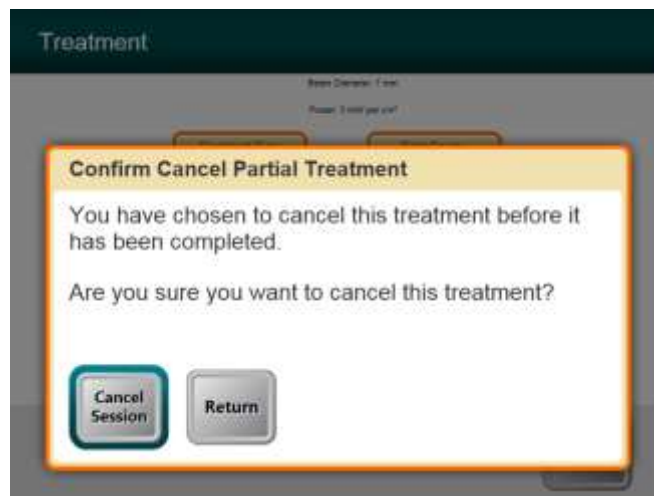 Treatment
Confirm Cancel Partial Treatment
You have chosen to cancel this treatment before it
has been completed.
Are you sure you want to cancel this treatment?
Cancel
Session
Return